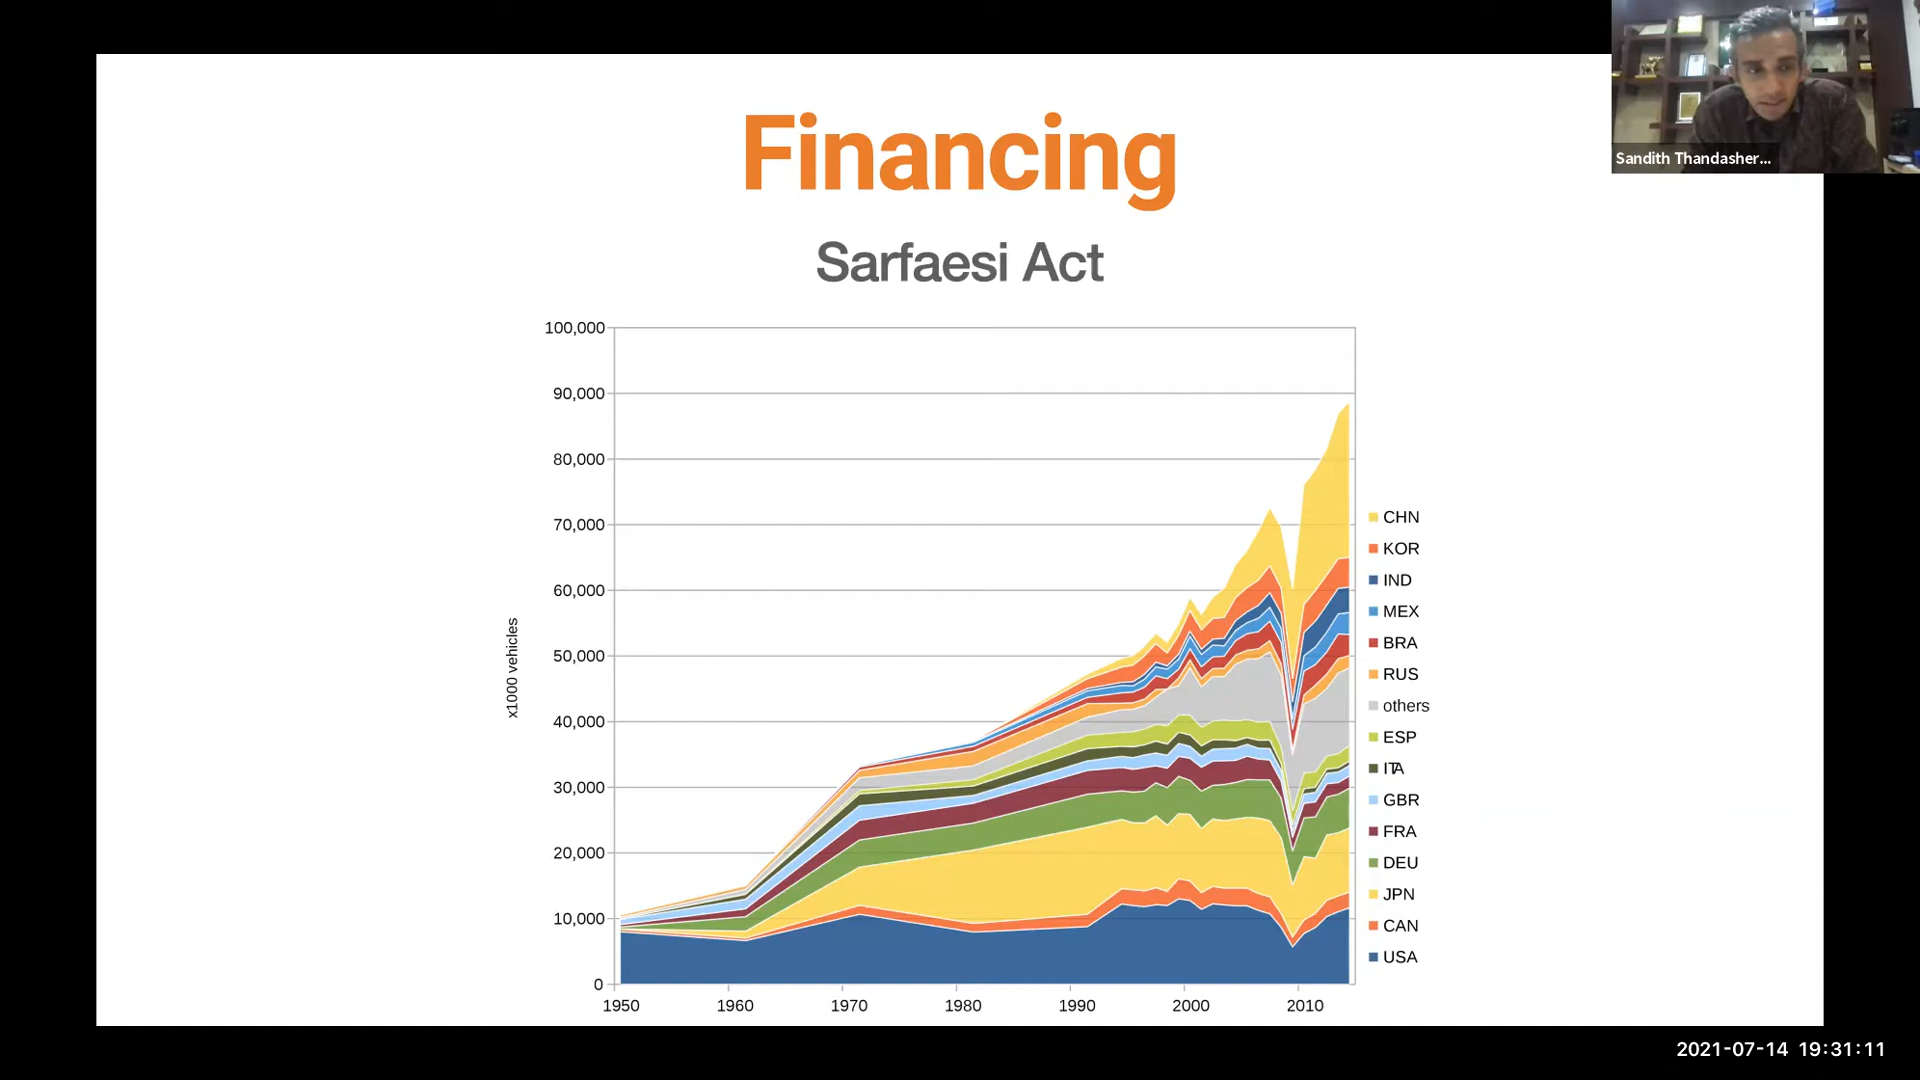 Financing
Sandith Thandasher...
Sarfaesi Act
100,000
90,000
80,000
70,000
60,000
50,000
40,000
30,000
20,000
10,000
0
x1000 vehicles
1950 1960 1970 1980 1990 2000 2010
CHN
KOR
IND
MEX
BRA
RUS
others
ESP
ITA
GBR
FRA
DEU
JPN
CAN
USA
2021-07-14 19:31:11